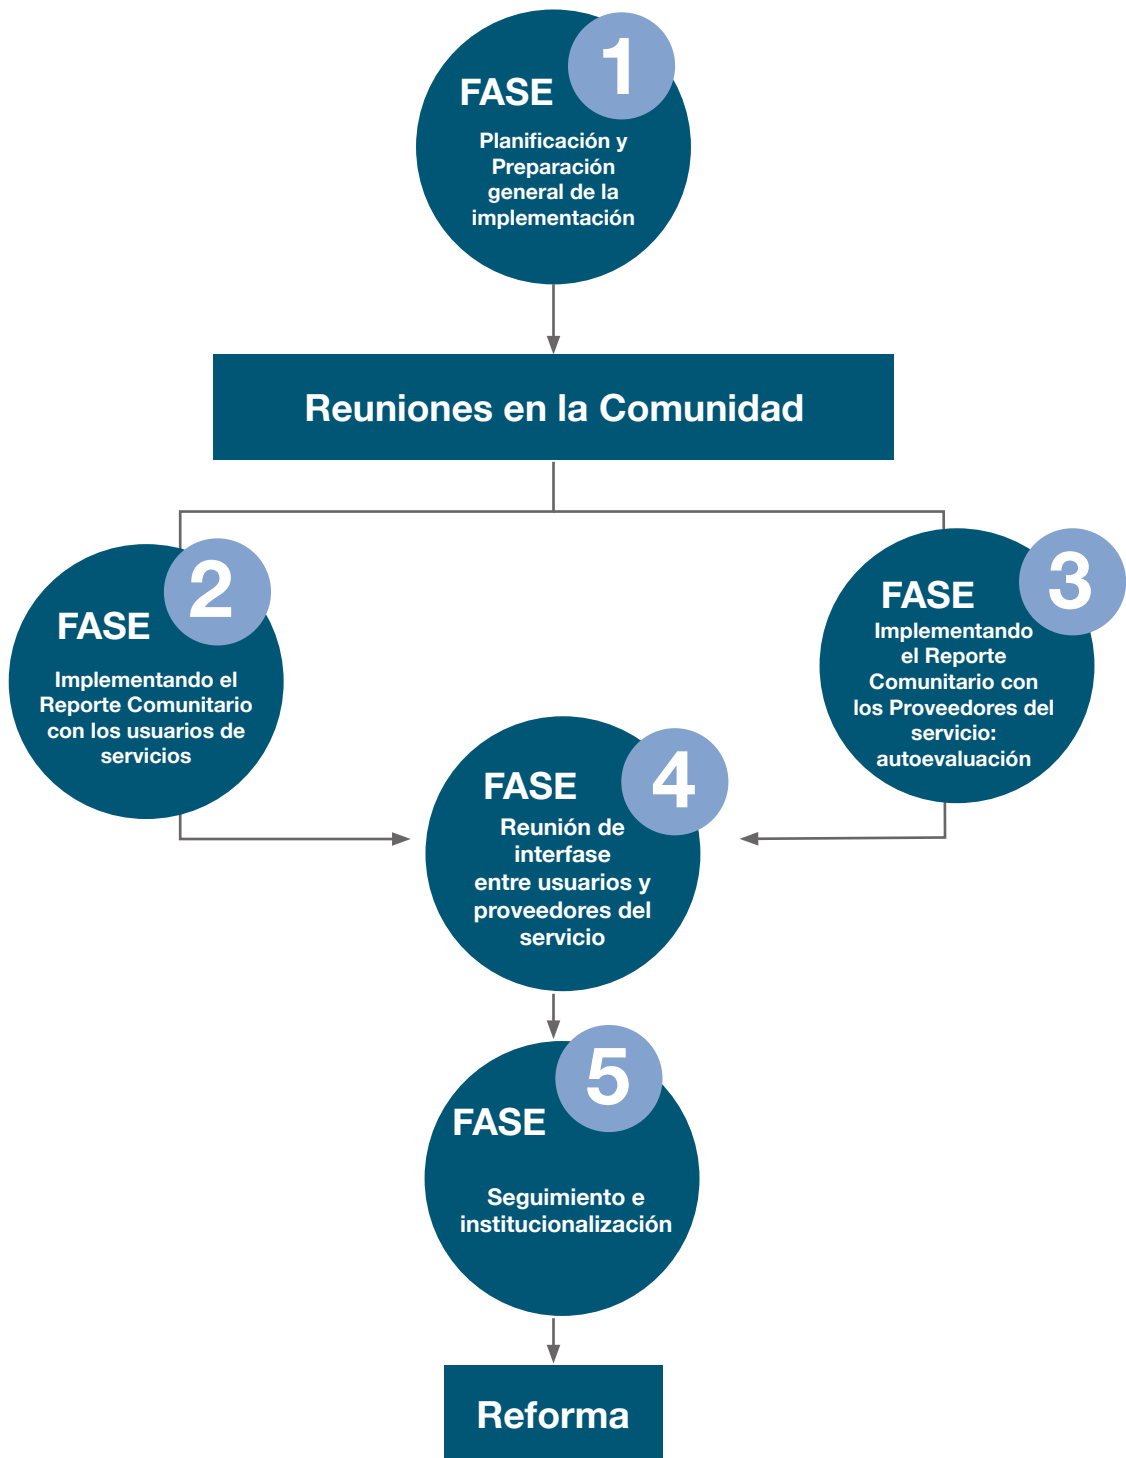 1
FASE
Planificación y
Preparación
general de la
implementación
Reuniones en la Comunidad
2
FASE
Implementando el
Reporte Comunitario
con los usuarios de
servicios
3
FASE
Implementando
el Reporte
Comunitario con
los Proveedores del
servicio:
autoevaluación
4
FASE
Reunión de
interfase
entre usuarios y
proveedores del
servicio
5
FASE
Seguimiento e
institucionalización
Reforma